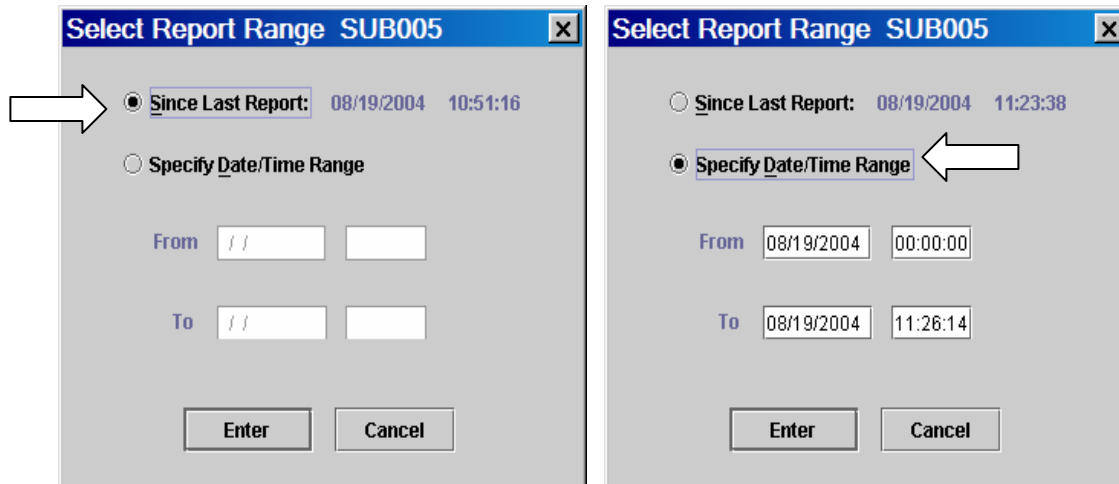 Select Report Range SUB005
Since Last Report: 08/19/2004 10:51:16
Specify Date/Time Range
From / /
To / /
Enter Cancel
Select Report Range SUB005
Since Last Report: 08/19/2004 11:23:38
Specify Date/Time Range
From 08/19/2004 00:00:00
To 08/19/2004 11:26:14
Enter Cancel